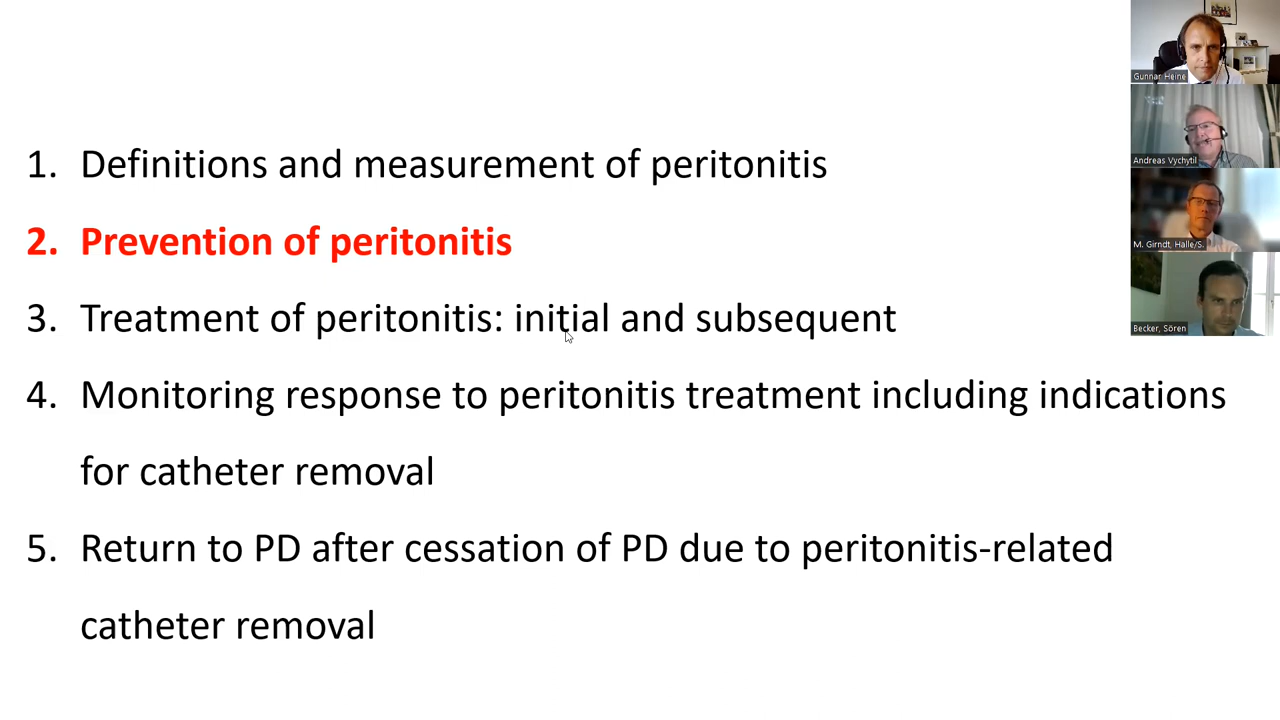 1. Definitions and measurement of peritonitis
2. Prevention of peritonitis
3. Treatment of peritonitis: initial and subsequent
4. Monitoring response to peritonitis treatment including indications
for catheter removal
5. Return to PD after cessation of PD due to peritonitis-related
catheter removal
Gunnar Heine
Andreas Vychytil
M. Girndt, Halle/S.
Becker, Sören